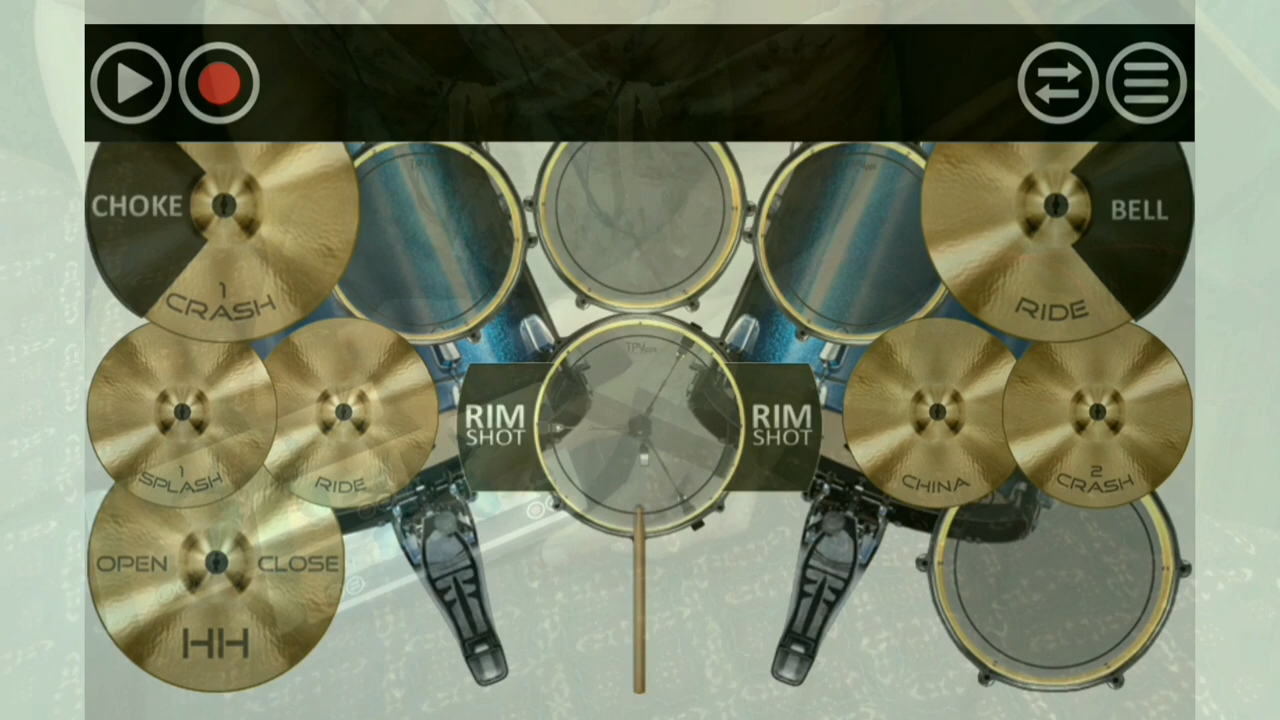 CHOKE
BELL
1
CRASH
RIDE
RIM
SHOT
RIM
SHOT
1
SPLASH
RIDE
CHINA
2
CRASH
OPEN
CLOSE
HH